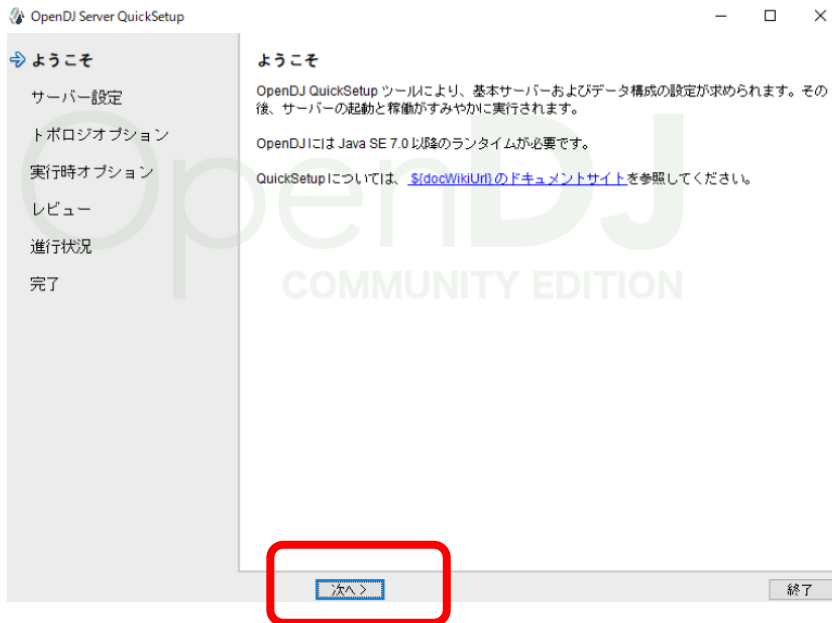 OpenDJ Server QuickSetup
ようこそ
サーバー設定
トポロジオプション
実行時オプション
レビュー
進行状況
完了
ようこそ
OpenDJ QuickSetup ツールにより、基本サーバーおよびデータ構成の設定が求められます。その
後、サーバーの起動と稼働がすみやかに実行されます。
OpenDJ には Java SE 7.0 以降のランタイムが必要です。
QuickSetup については、 ${docWikiUrl} のドキュメントサイトを参照してください。
OpenDJ
COMMUNITY EDITION
次へ >
終了